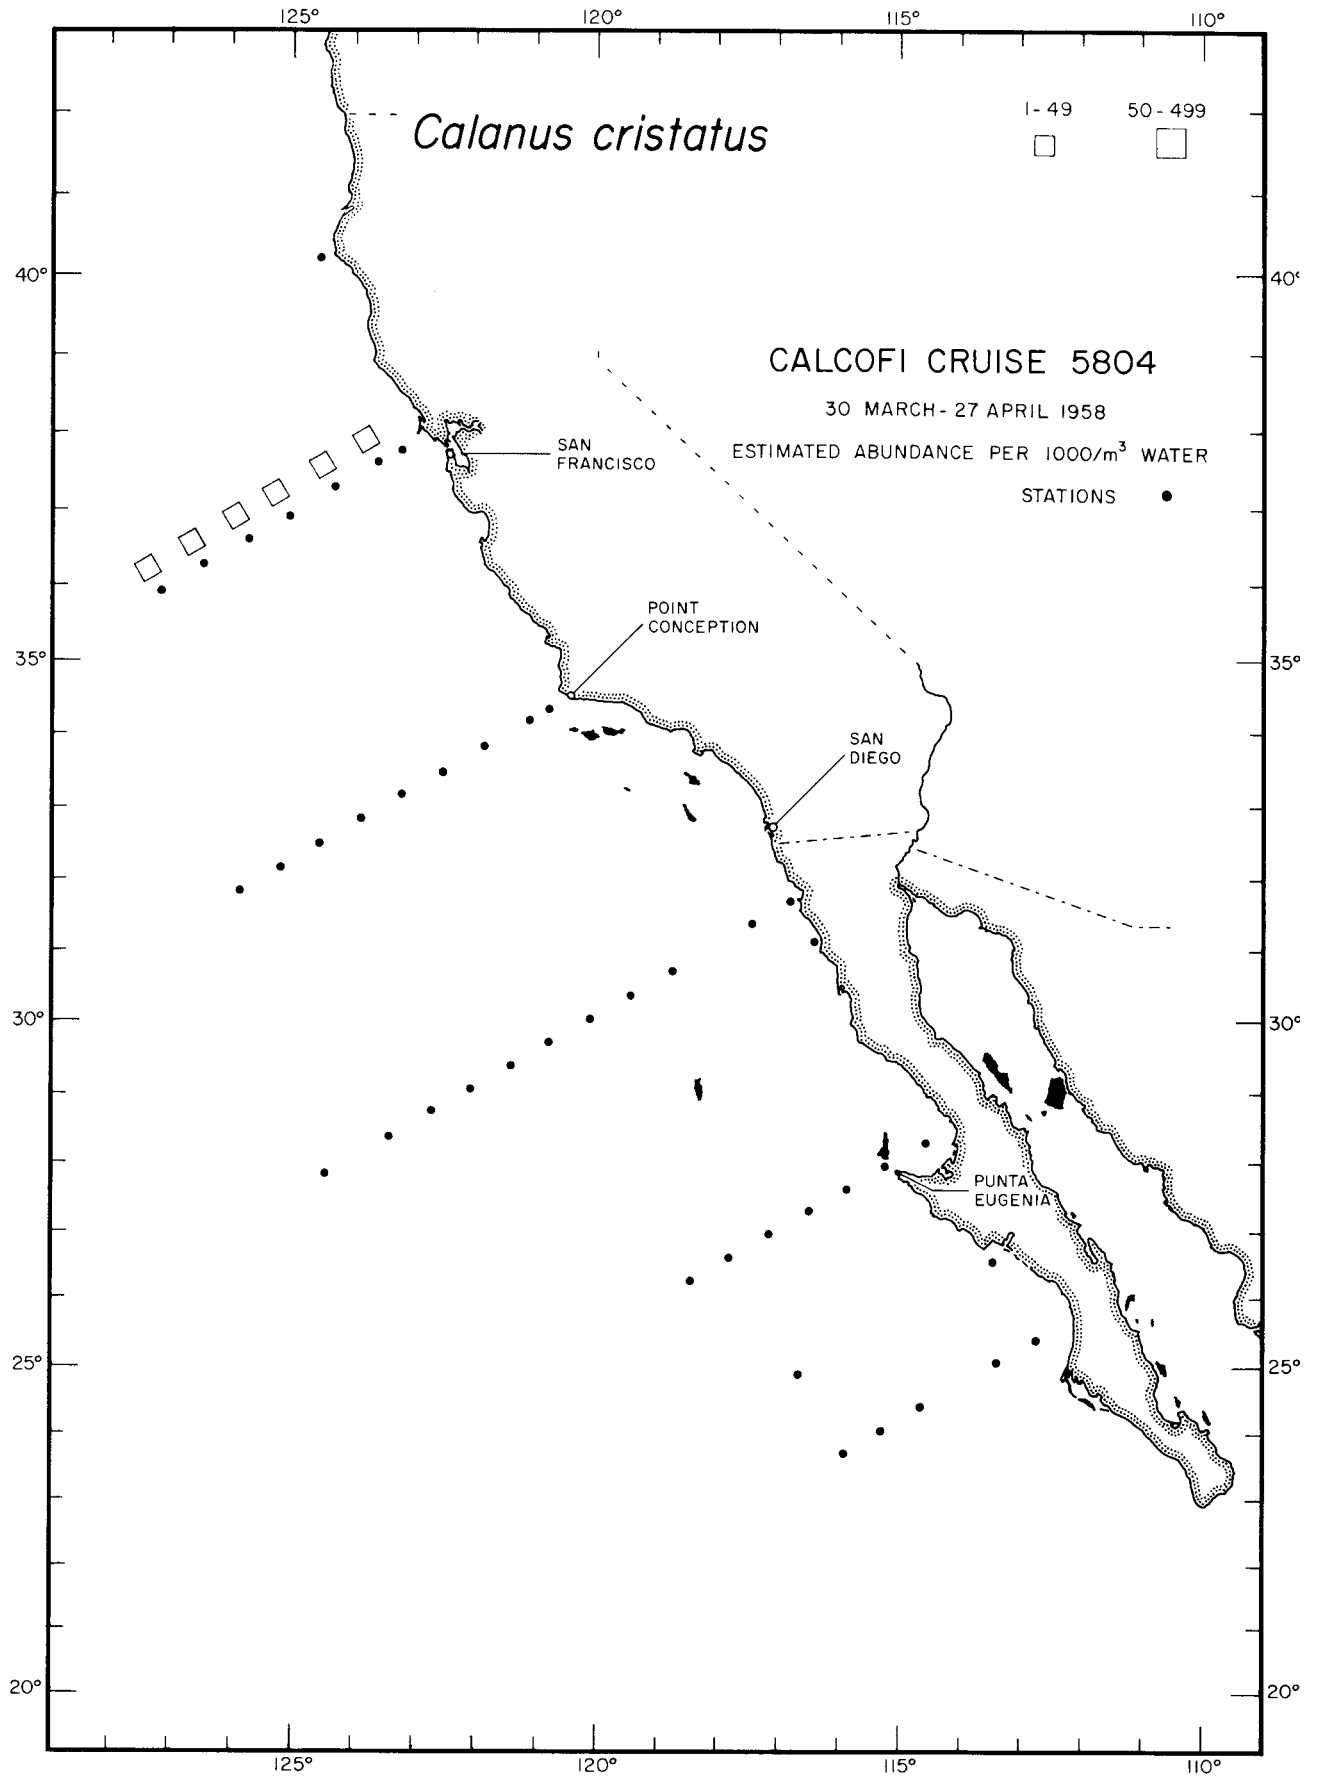 125° 120° 115° 110°
1-49 50-499
Calanus cristatus
40° 40°
CALCOFI CRUISE 5804
30 MARCH-27 APRIL 1958
ESTIMATED ABUNDANCE PER 1000/m³ WATER
STATIONS
SAN
FRANCISCO
POINT
CONCEPTION
35° 35°
SAN
DIEGO
30° 30°
PUNTA
EUGENIA
25° 25°
20° 20°
125° 120° 115° 110°